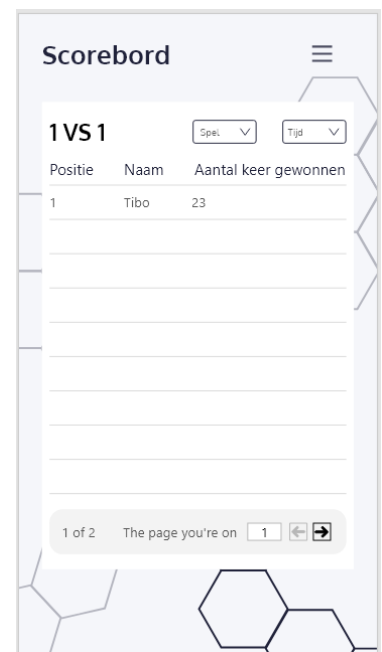 Scorebord
1 VS 1 Spel Tijd
Positie Naam Aantal keer gewonnen
1 Tibo 23
1 of 2 The page you're on 1